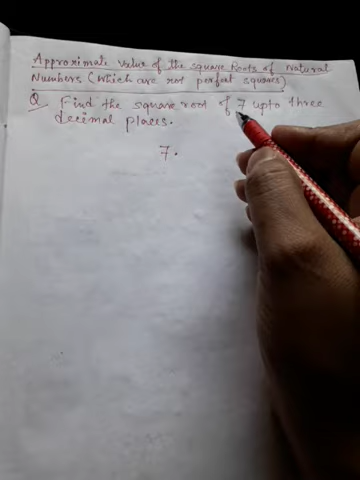 Approximate value of the square Roots of Natural
Numbers (which are not perfect squares)
Q Find the square root of 7 upto three
decimal places.
7.